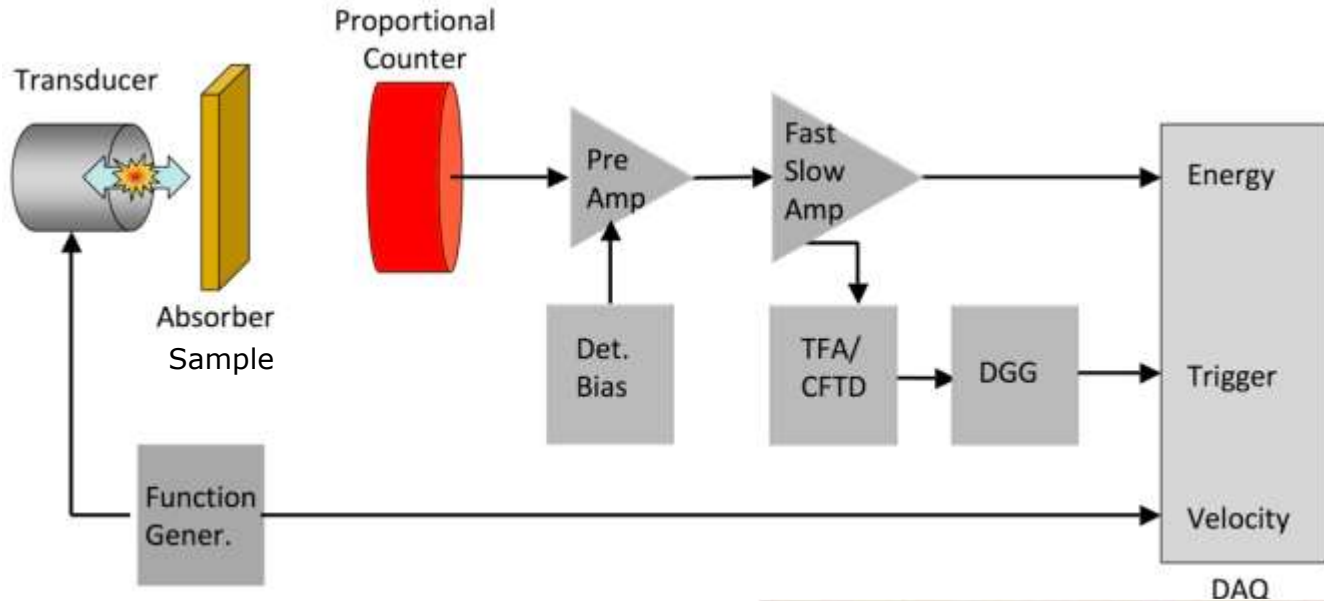 Proportional
Counter
Transducer
Absorber
Sample
Pre
Amp
Fast
Slow
Amp
Det.
Bias
TFA/
CFTD
DGG
Function
Gener.
Energy
Trigger
Velocity
DAQ